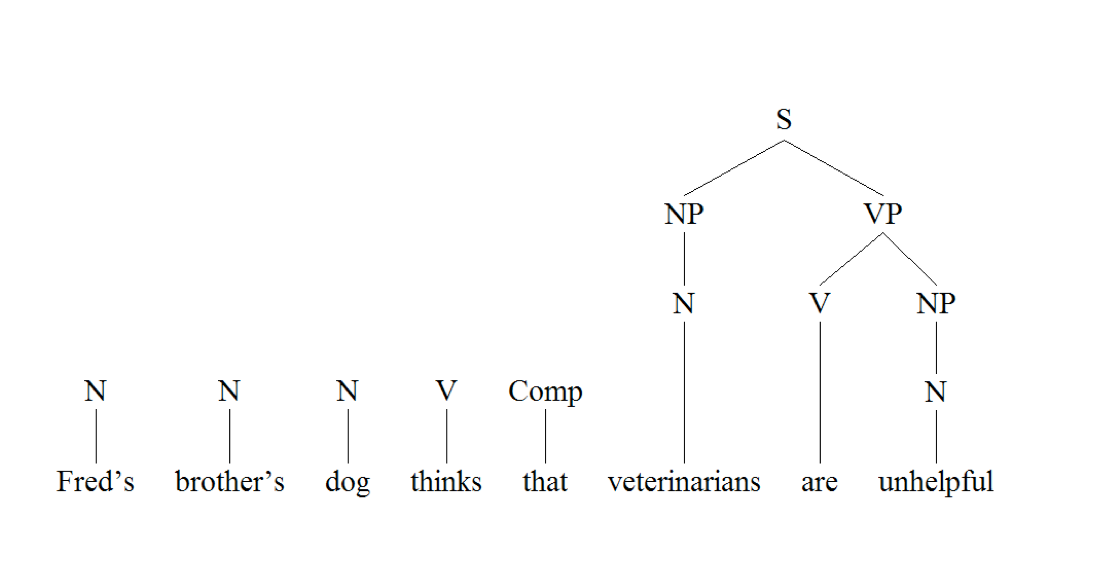 S
NP VP
N V NP
N N N V Comp N
Fred’s brother’s dog thinks that veterinarians are unhelpful